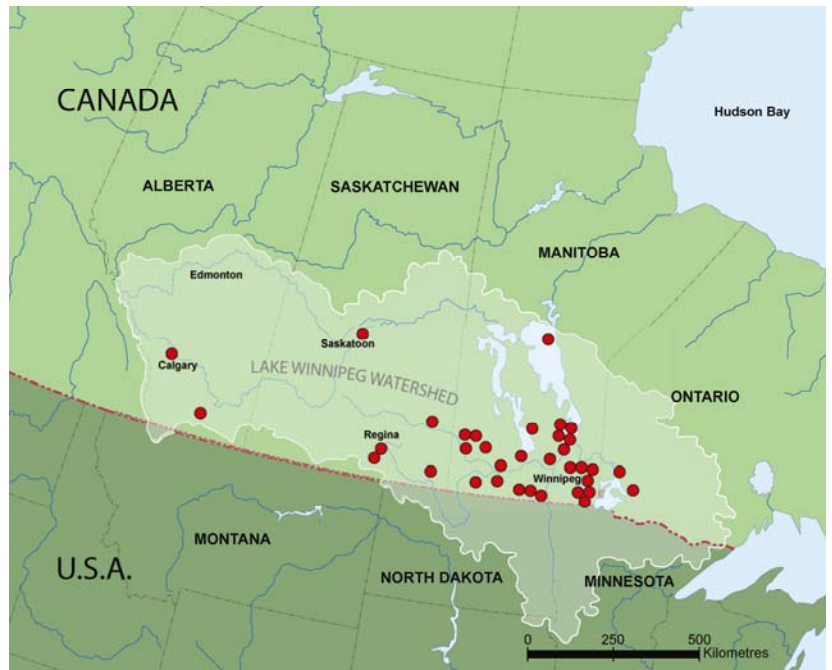 CANADA
Hudson Bay
ALBERTA
SASKATCHEWAN
MANITOBA
Edmonton
Saskatoon
Calgary
LAKE WINNIPEG WATERSHED
ONTARIO
Regina
Winnipeg
MONTANA
U.S.A.
NORTH DAKOTA
MINNESOTA
0 250 500
Kilometres